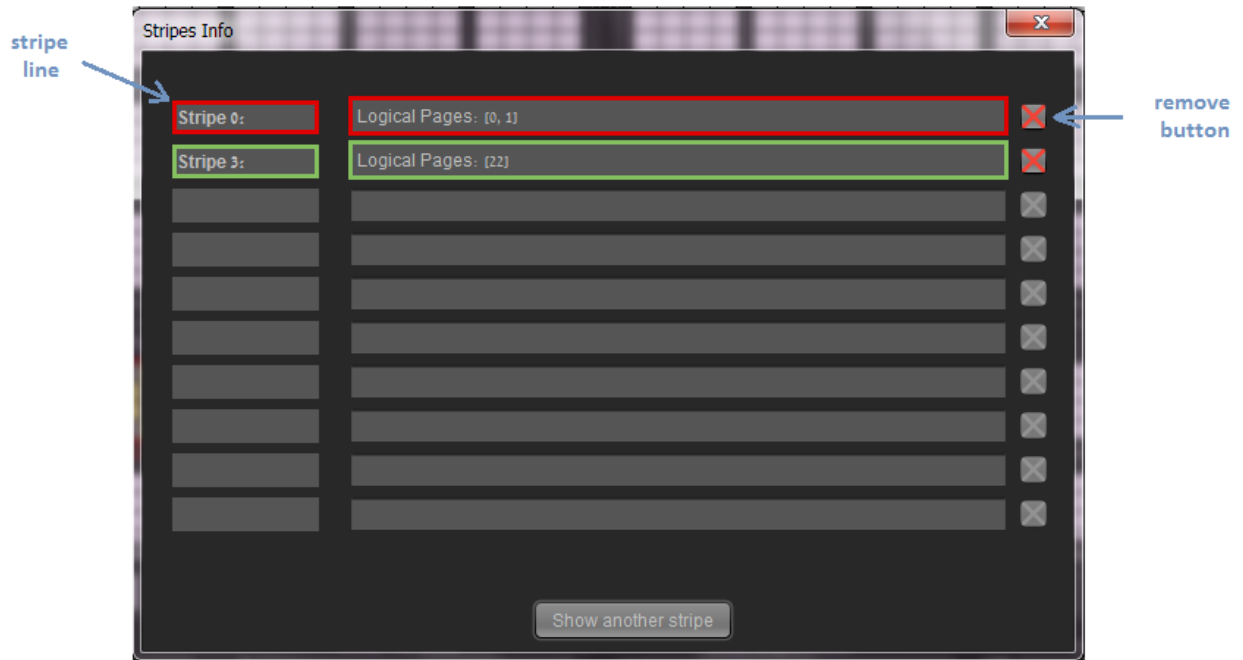 Stripes Info
stripe
line
Stripe 0:
Logical Pages: [0, 1]
remove
button
Stripe 3:
Logical Pages: [22]
Show another stripe